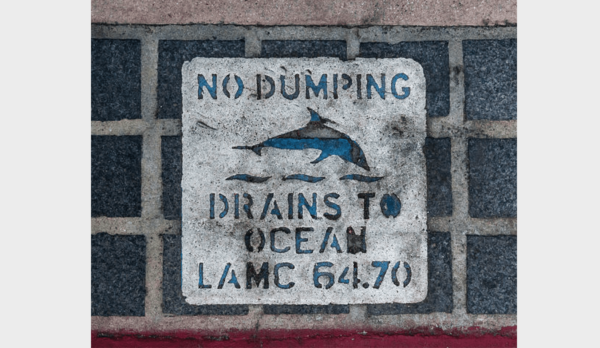 NO DUMPING
DRAINS TO
OCEAN
LAMC 64.70